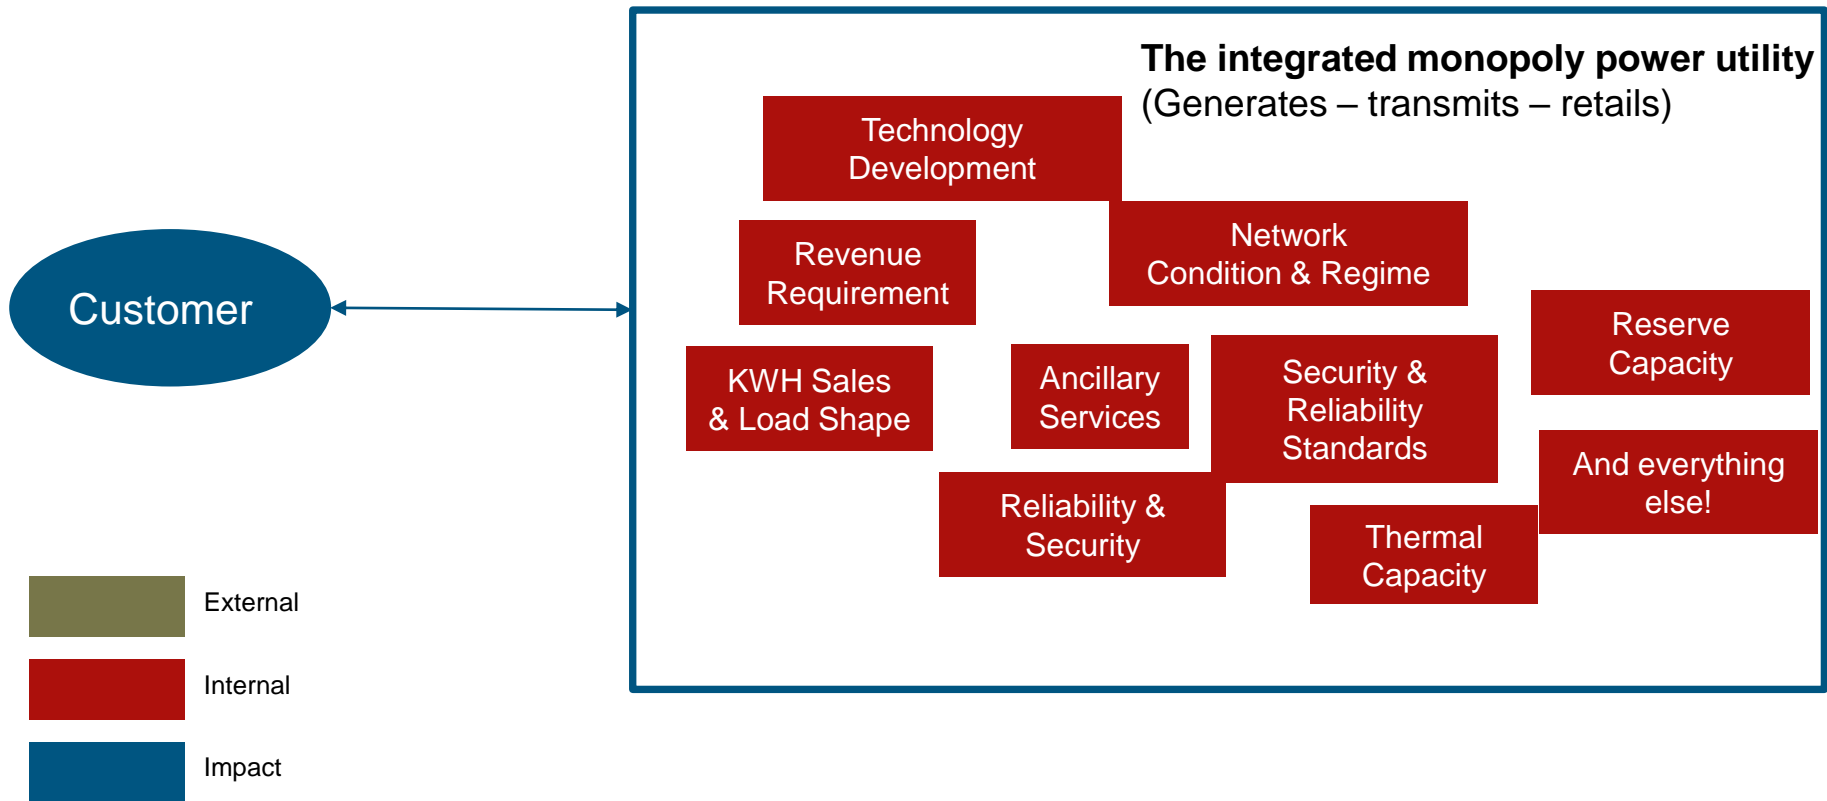 The integrated monopoly power utility
(Generates – transmits – retails)
Technology
Development
Network
Condition & Regime
Revenue
Requirement
Customer
Reserve
Capacity
KWH Sales
& Load Shape
Ancillary
Services
Security &
Reliability
Standards
And everything
else!
Reliability &
Security
Thermal
Capacity
External
Internal
Impact